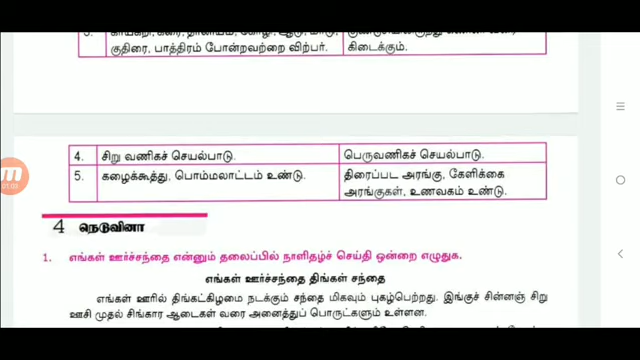 குதிரை, பாத்திரம் போன்றவற்றை விற்பர்.
கிடைக்கும்.
4. சிறு வணிகச் செயல்பாடு.
பெருவணிகச் செயல்பாடு.
5. கழைக்கூத்து, பொம்மலாட்டம் உண்டு.
திரைப்பட அரங்கு, கேளிக்கை
அரங்குகள், உணவகம் உண்டு.
4 நெடுவினா
1. எங்கள் ஊர்ச்சந்தை என்னும் தலைப்பில் நாளிதழ்ச் செய்தி ஒன்றை எழுதுக.
எங்கள் ஊர்ச்சந்தை திங்கள் சந்தை
எங்கள் ஊரில் திங்கட்கிழமை நடக்கும் சந்தை மிகவும் புகழ்பெற்றது. இங்குச் சின்னஞ் சிறு
ஊசி முதல் சிங்கார ஆடைகள் வரை அனைத்துப் பொருட்களும் உள்ளன.